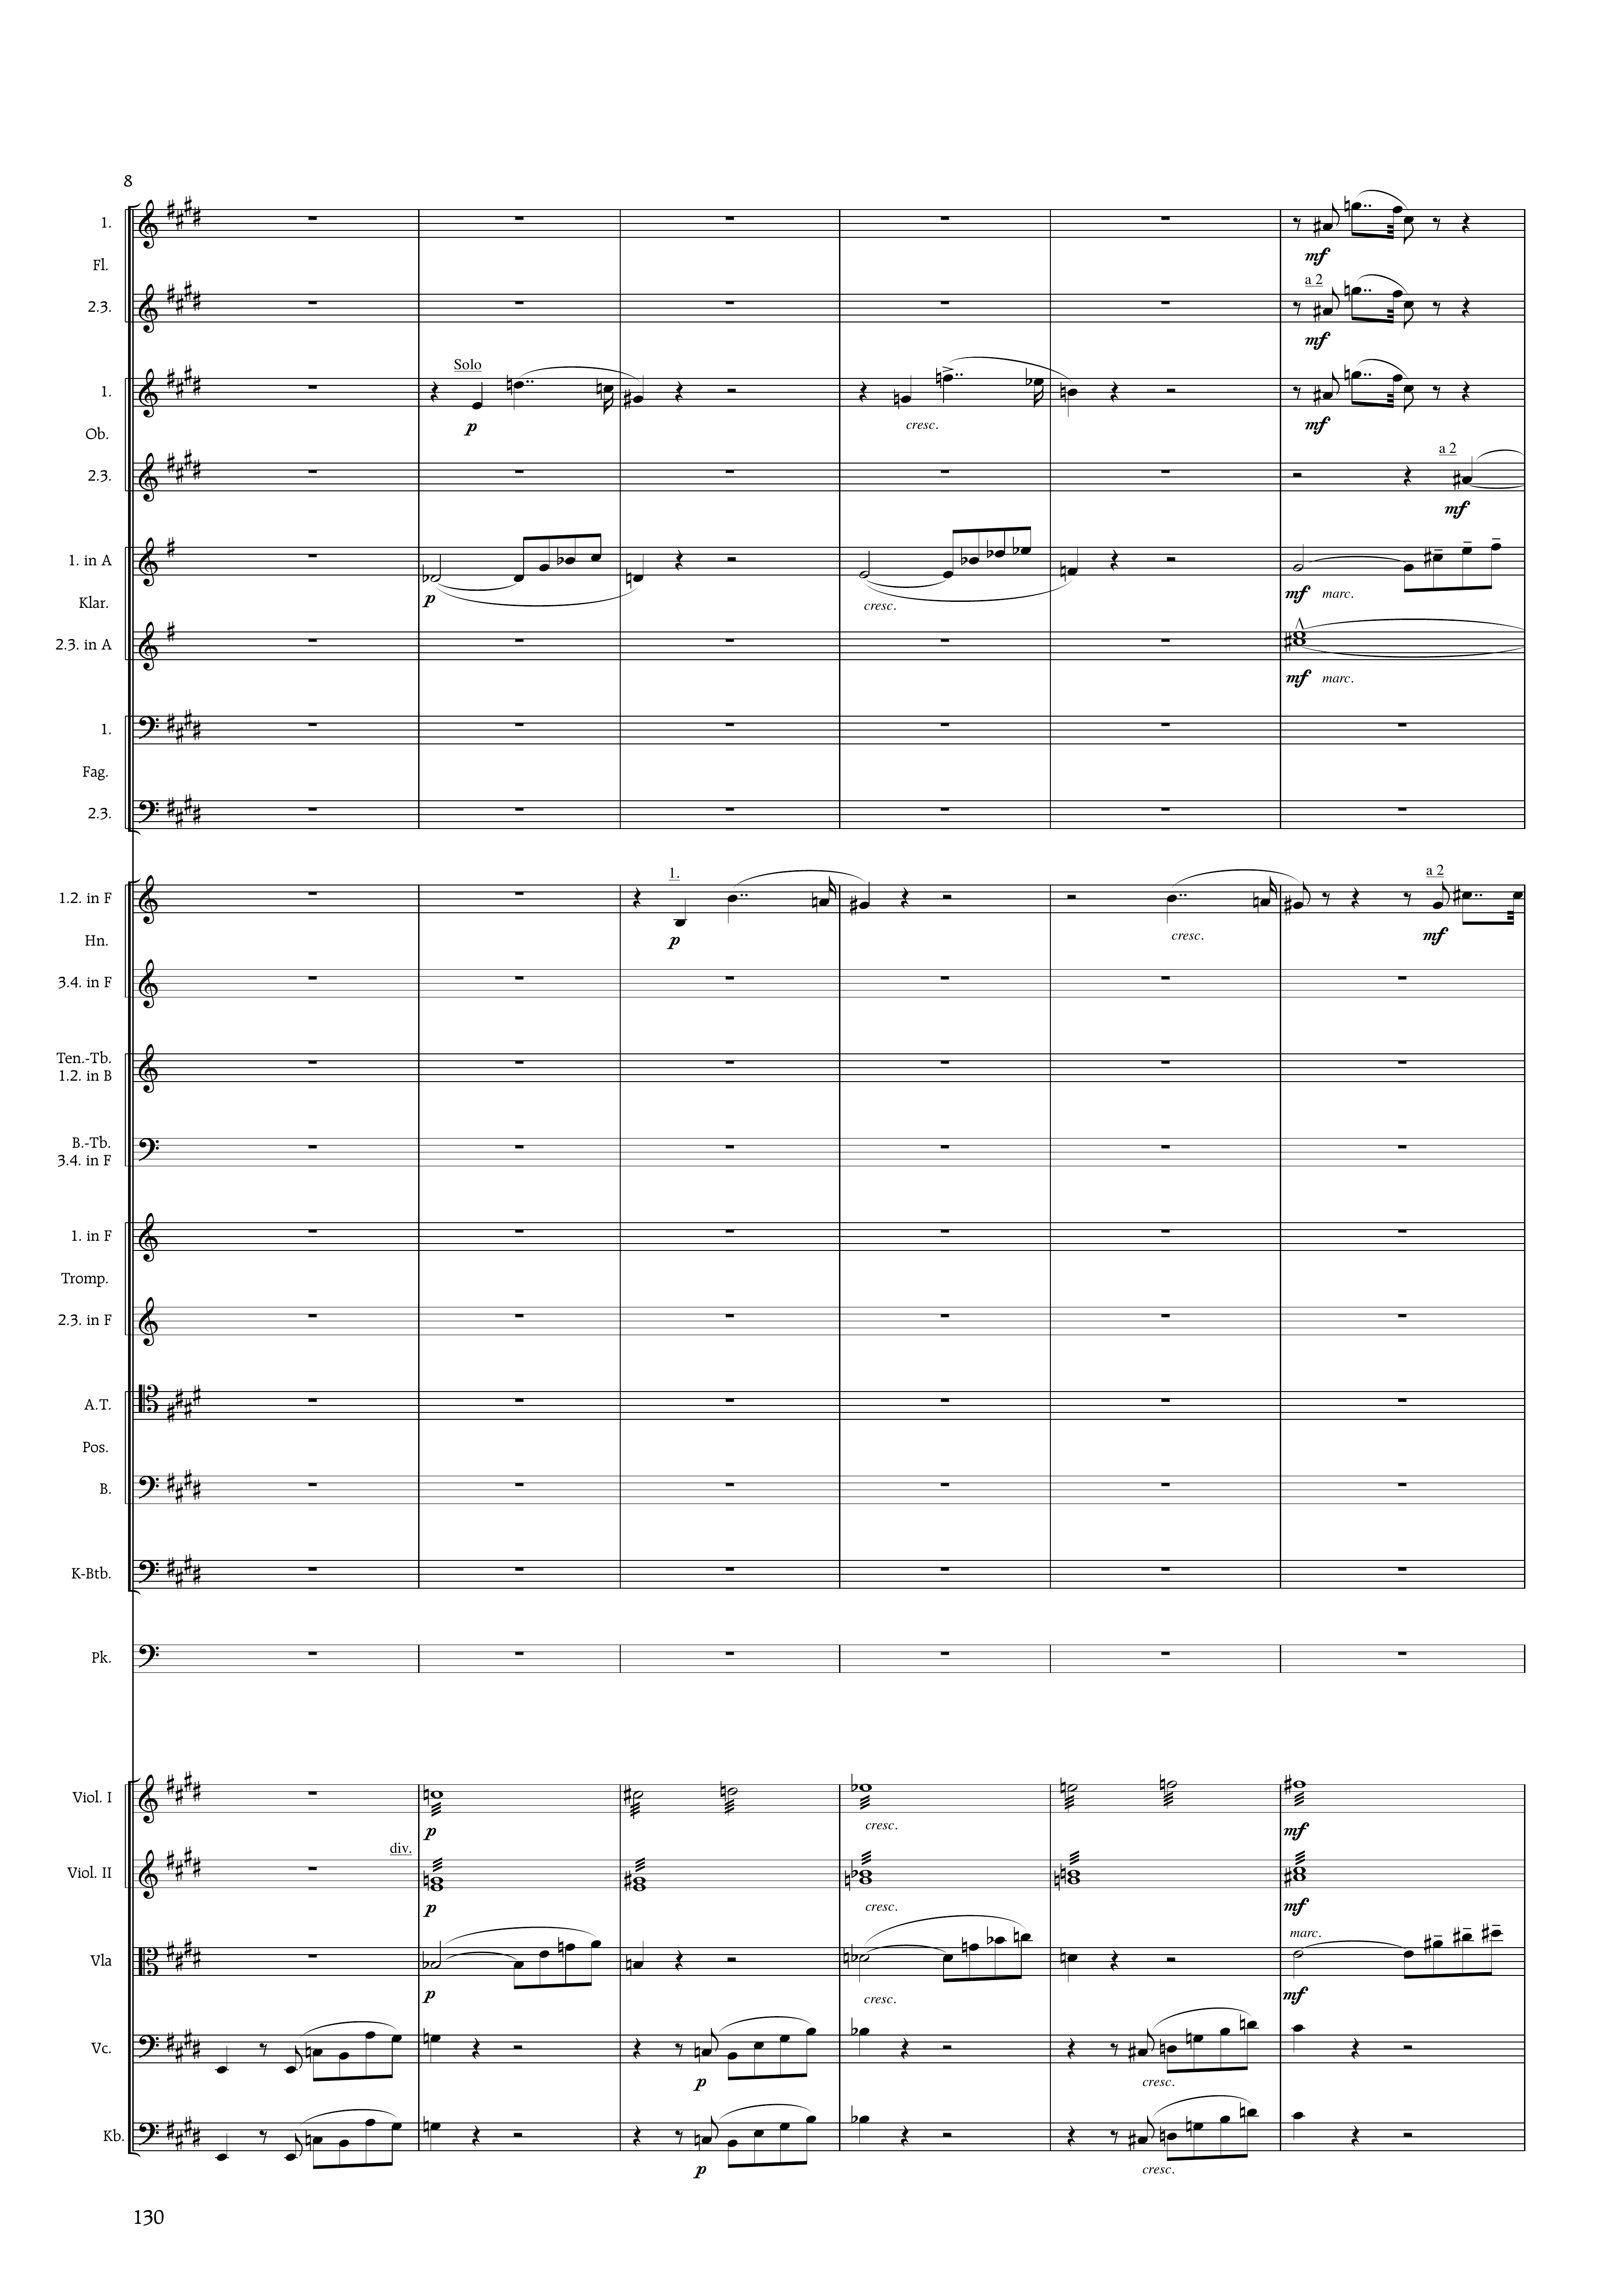 8
1.
Fl.
a 2
2.3.
mf
mf
Solo
1.
p
cresc.
mf
Ob.
a 2
2.3.
mf
1. in A
p
cresc.
mf marc.
Klar.
2.3. in A
mf marc.
1.
Fag.
2.3.
1. a 2
1.2. in F
p
cresc.
mf
Hn.
3.4. in F
Ten.-Tb.
1.2. in B
B.-Tb.
3.4. in F
1. in F
Tromp.
2.3. in F
A.T.
Pos.
B.
K-Btb.
Pk.
Viol. I
p
cresc.
mf
div.
Viol. II
p
cresc.
mf
marc.
Vla
p
cresc.
mf
Vc.
p
cresc.
Kb.
p
cresc.
130